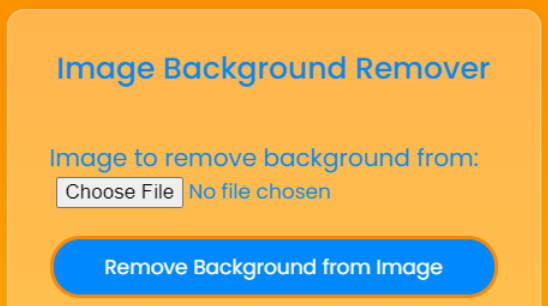 Image Background Remover
Image to remove background from:
Choose File No file chosen
Remove Background from Image